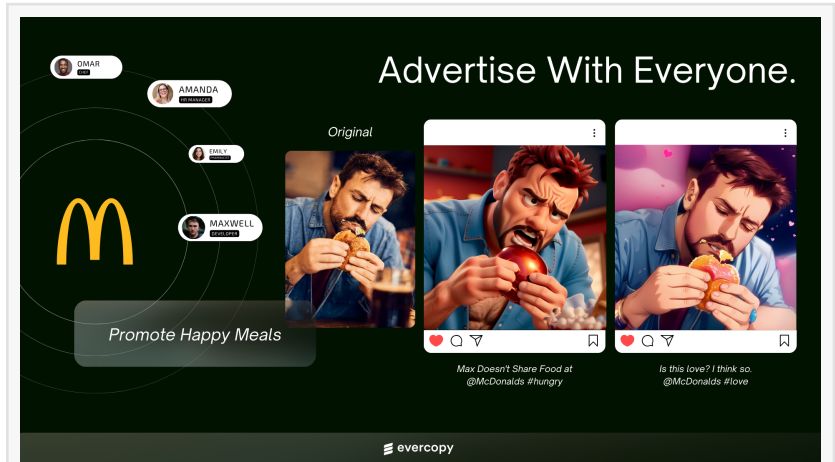 Advertise With Everyone.
OMAR
CHEF
AMANDA
HR MANAGER
EMILY
PHARMACIST
MAXWELL
DEVELOPER
Promote Happy Meals
Original
Max Doesn't Share Food at
@McDonalds #hungry
Is this love? I think so.
@McDonalds #love
evercopy